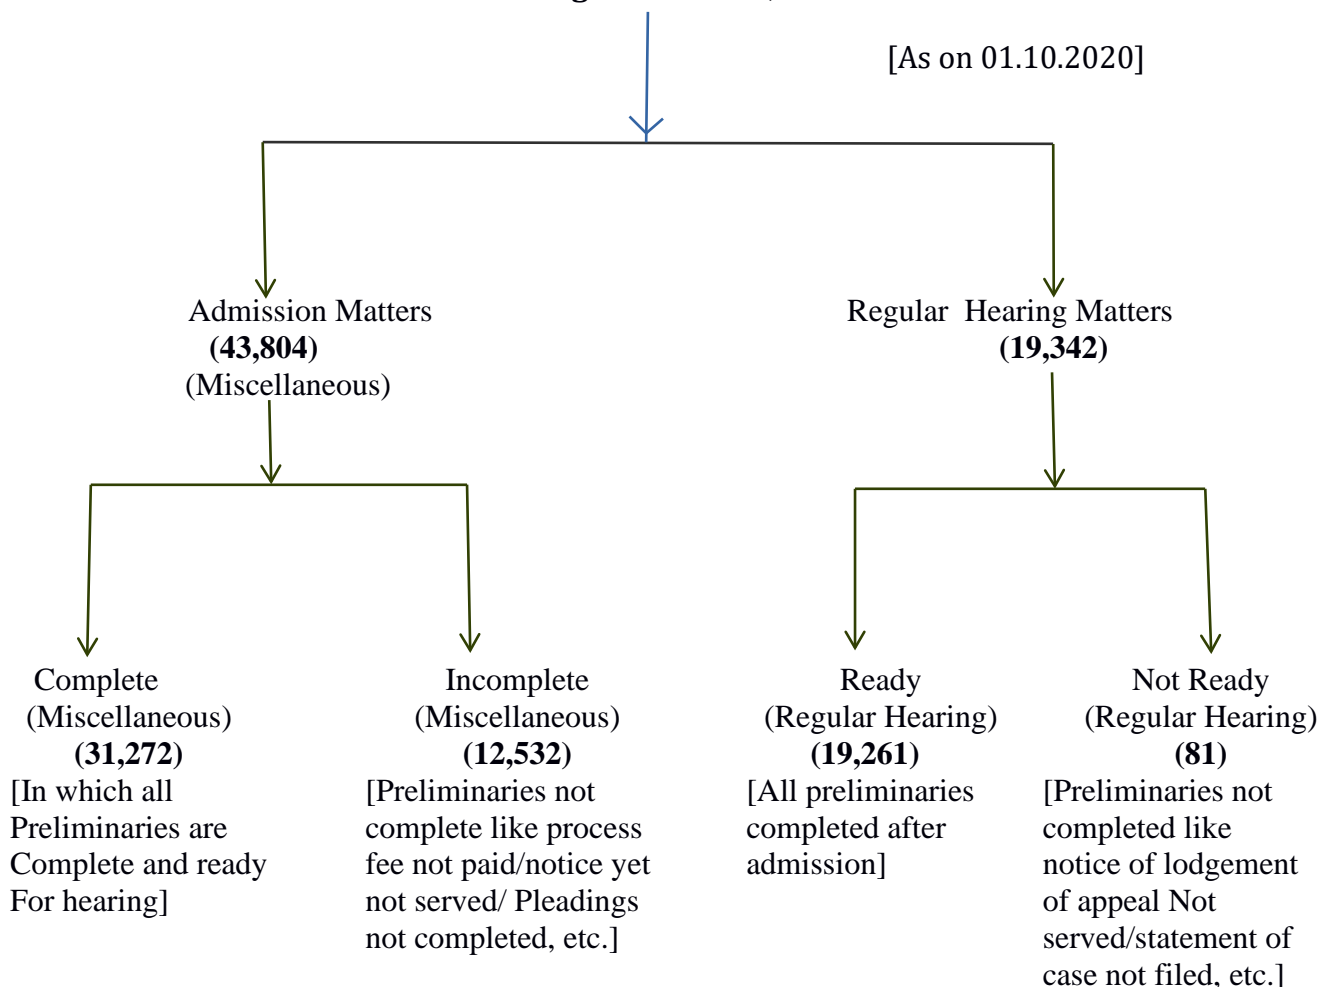 [As on 01.10.2020]
Admission Matters
(43,804)
(Miscellaneous)
Regular Hearing Matters
(19,342)
Complete
(Miscellaneous)
(31,272)
[In which all
Preliminaries are
Complete and ready
For hearing]
Incomplete
(Miscellaneous)
(12,532)
[Preliminaries not
complete like process
fee not paid/notice yet
not served/ Pleadings
not completed, etc.]
Ready
(Regular Hearing)
(19,261)
[All preliminaries
completed after
admission]
Not Ready
(Regular Hearing)
(81)
[Preliminaries not
completed like
notice of lodgement
of appeal Not
served/statement of
case not filed, etc.]